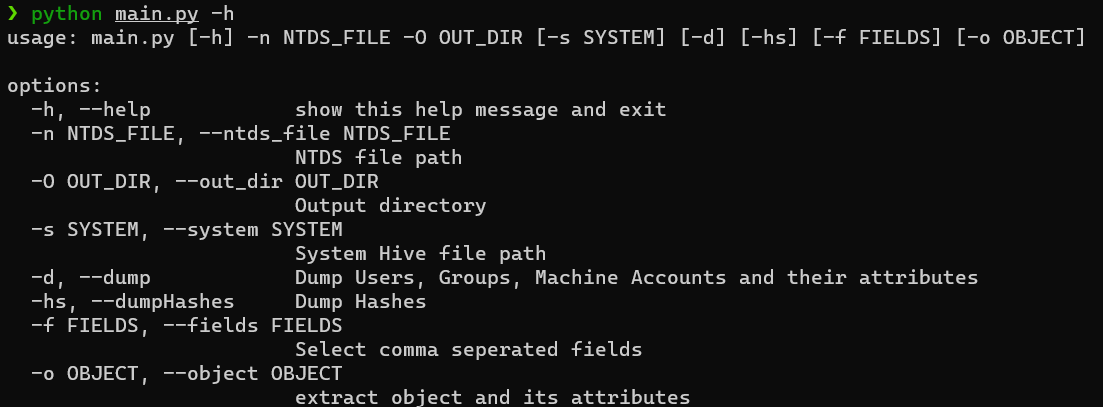 ❯ python main.py -h
usage: main.py [-h] -n NTDS_FILE -O OUT_DIR [-s SYSTEM] [-d] [-hs] [-f FIELDS] [-o OBJECT]

options:
  -h, --help            show this help message and exit
  -n NTDS_FILE, --ntds_file NTDS_FILE
                        NTDS file path
  -O OUT_DIR, --out_dir OUT_DIR
                        Output directory
  -s SYSTEM, --system SYSTEM
                        System Hive file path
  -d, --dump            Dump Users, Groups, Machine Accounts and their attributes
  -hs, --dumpHashes     Dump Hashes
  -f FIELDS, --fields FIELDS
                        Select comma seperated fields
  -o OBJECT, --object OBJECT
                        extract object and its attributes